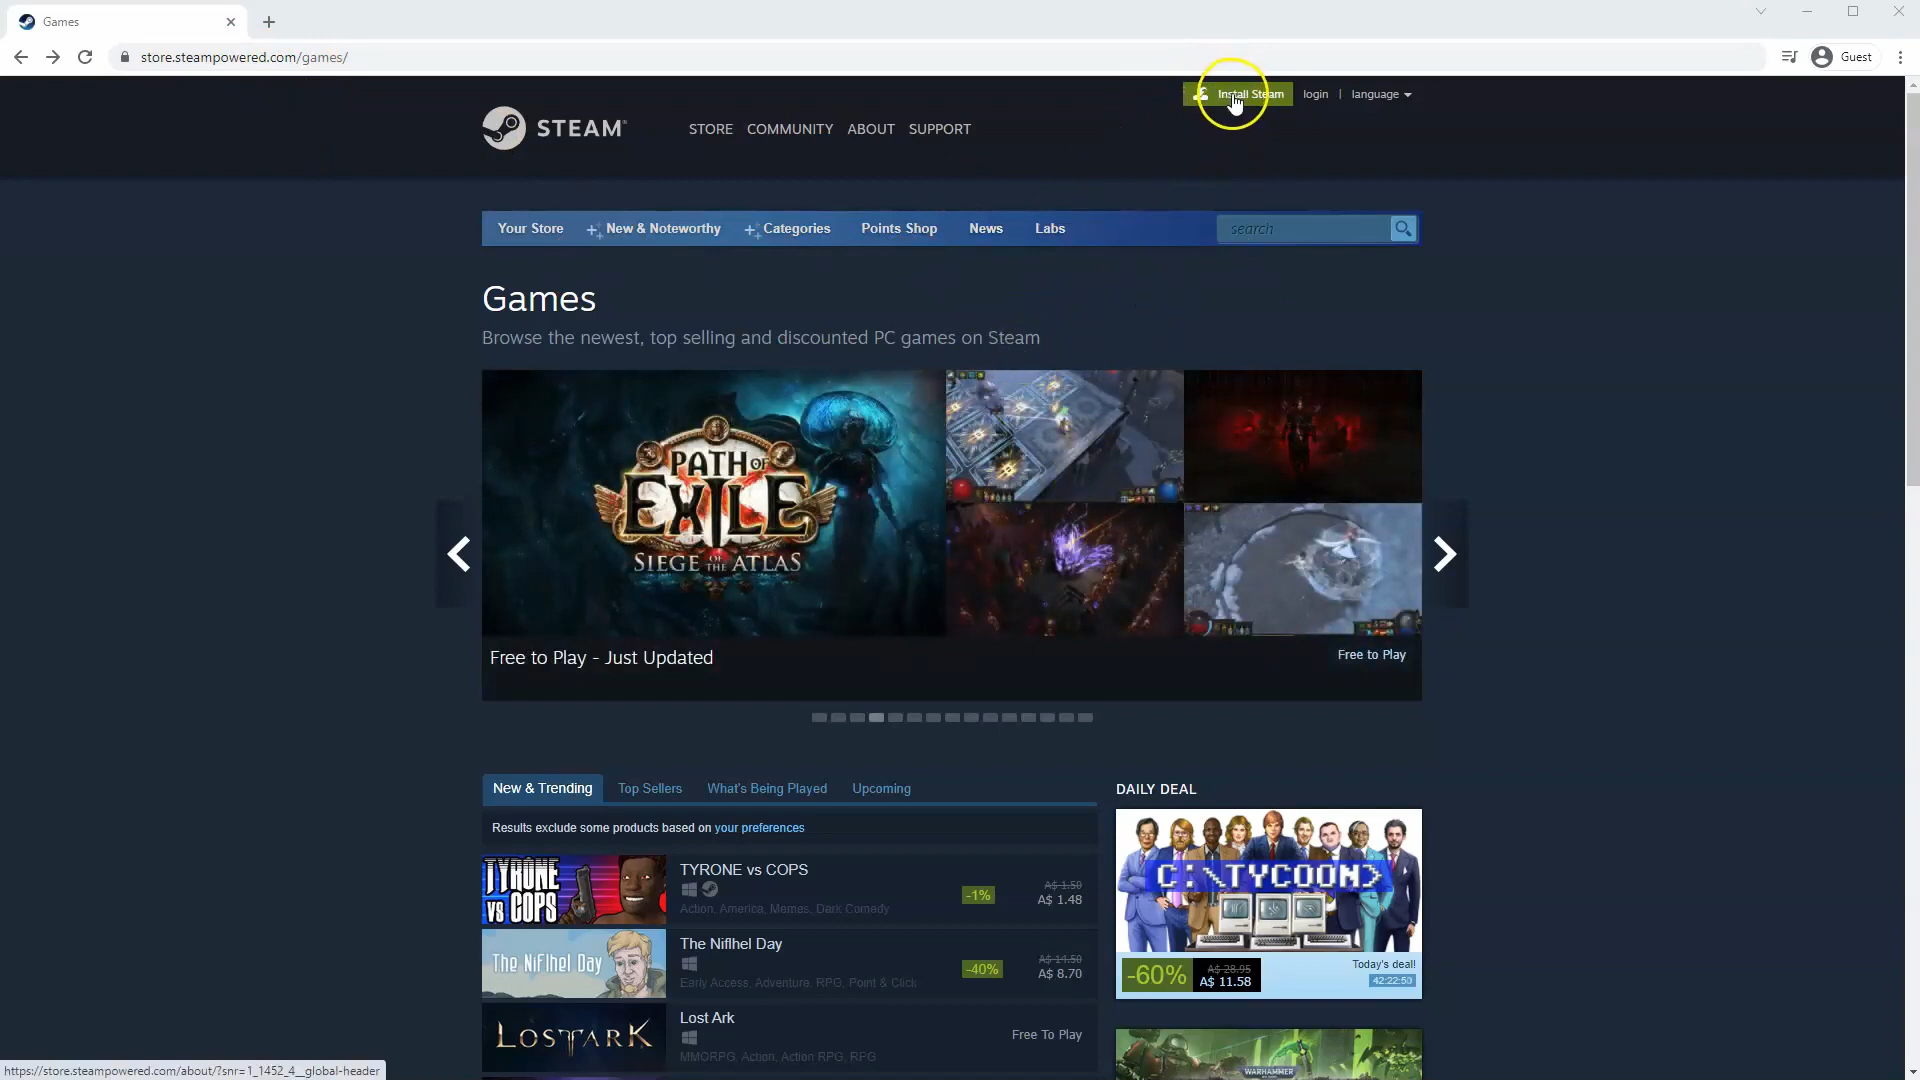 Games
store.steampowered.com/games/
Guest
Install Steam
login | language
STEAM
STORE COMMUNITY ABOUT SUPPORT
Your Store New & Noteworthy Categories Points Shop News Labs
search
Games
Browse the newest, top selling and discounted PC games on Steam
PATH OF
EXILE
SIEGE OF THE ATLAS
Free to Play - Just Updated
Free to Play
New & Trending Top Sellers What's Being Played Upcoming
Results exclude some products based on your preferences
TYRONE
VS COPS
TYRONE vs COPS
Action, America, Memes, Dark Comedy
-1%
A$ 1.50
A$ 1.48
The Niflhel Day
The Niflhel Day
Early Access, Adventure, RPG, Point & Click
-40%
A$ 14.50
A$ 8.70
LOST ARK
Lost Ark
MMORPG, Action, Action RPG, RPG
Free To Play
DAILY DEAL
C:\TYCOON>
-60%
A$ 28.95
A$ 11.58
Today's deal!
42:22:50
WARHAMMER
https://store.steampowered.com/about/?snr=1_1452_4__global-header